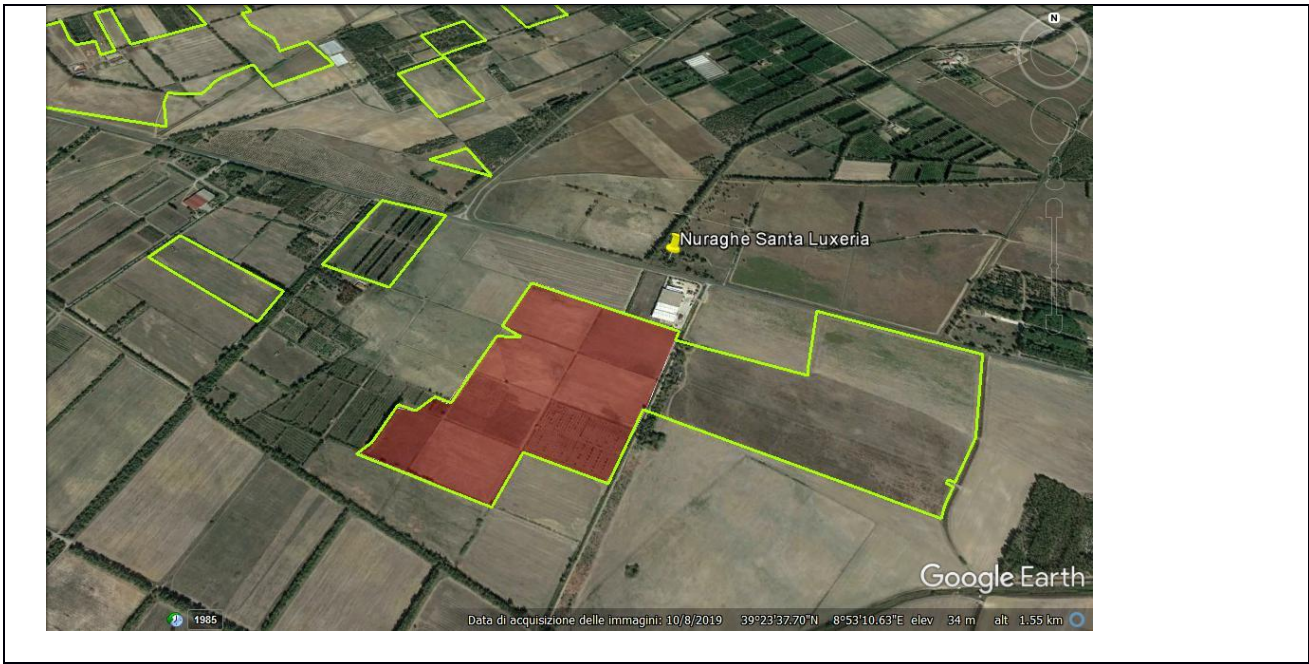 N
Nuraghe Santa Luxeria
Google Earth
1985
Data di acquisizione delle immagini: 10/8/2019 39°23'37.70"N 8°53'10.63"E elev 34 m alt 1.55 km